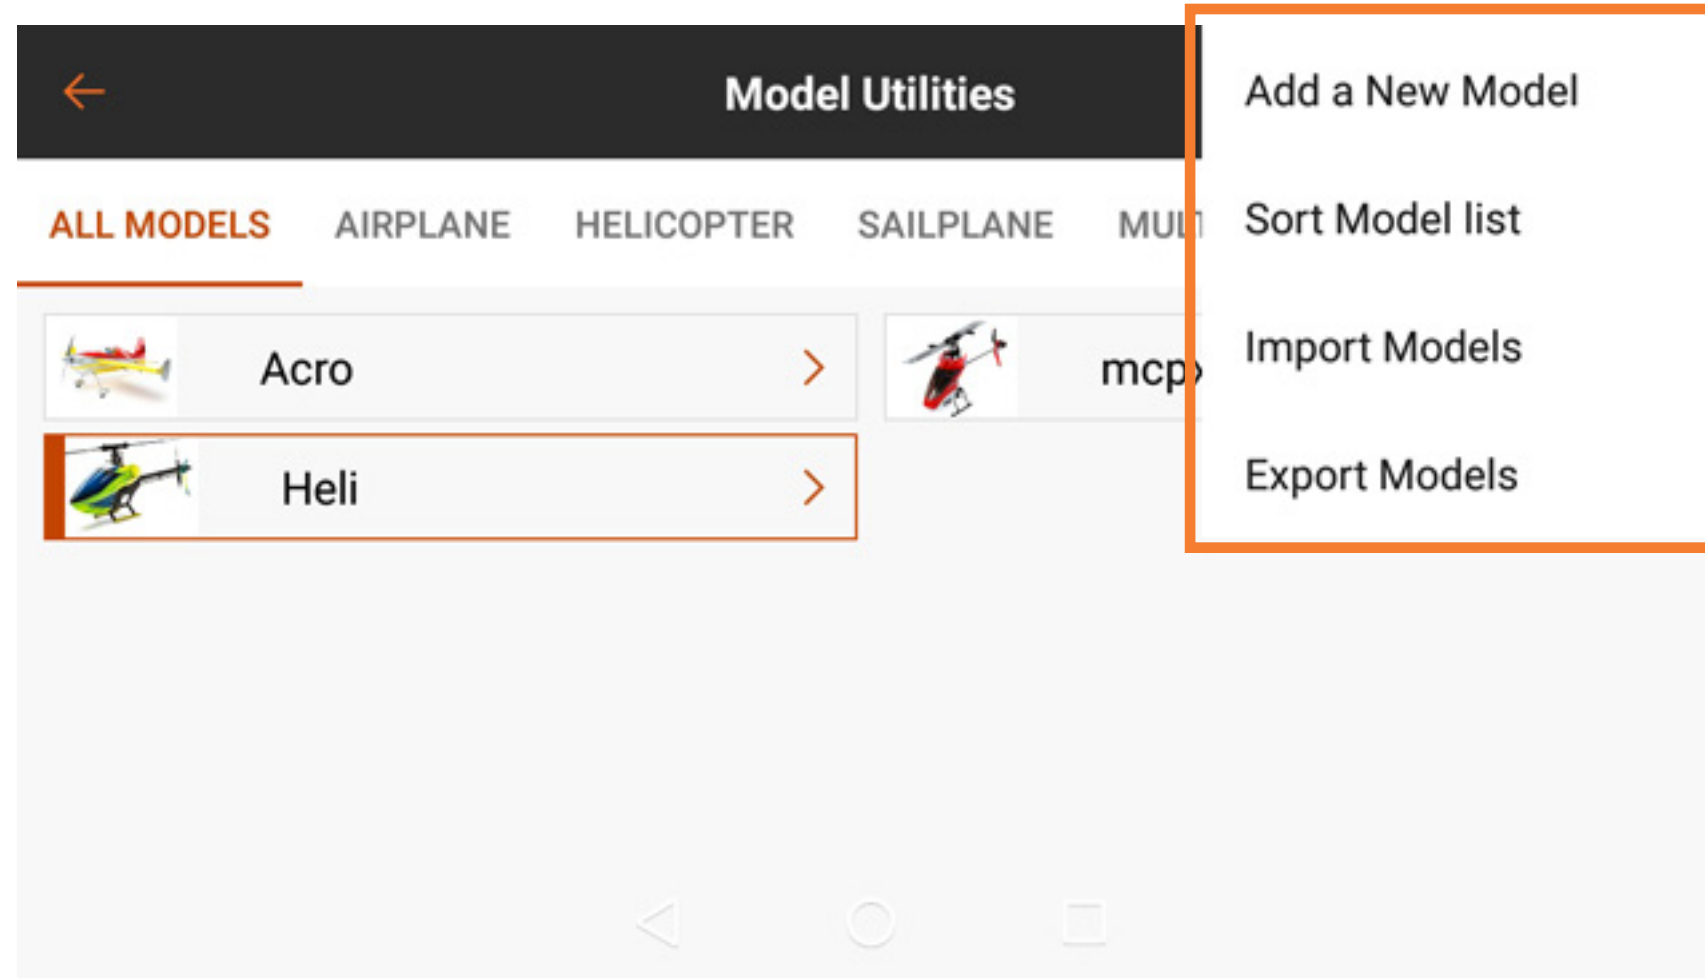 Model Utilities
ALL MODELS AIRPLANE HELICOPTER SAILPLANE
Acro
Heli
Add a New Model
Sort Model list
Import Models
Export Models